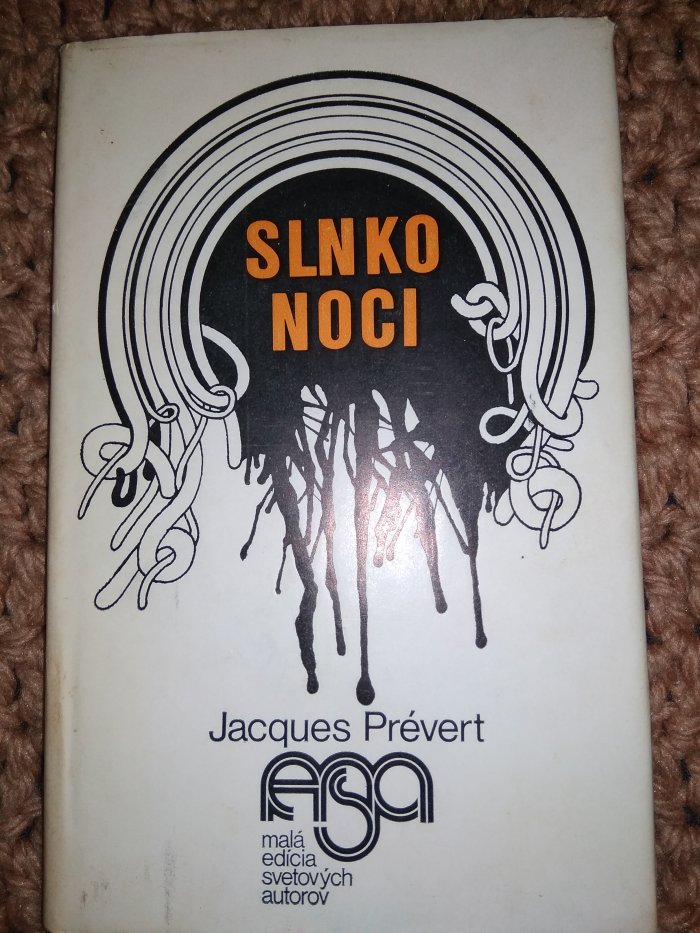 SLNKO
NOCI
Jacques Prévert
malá
edícia
svetových
autorov